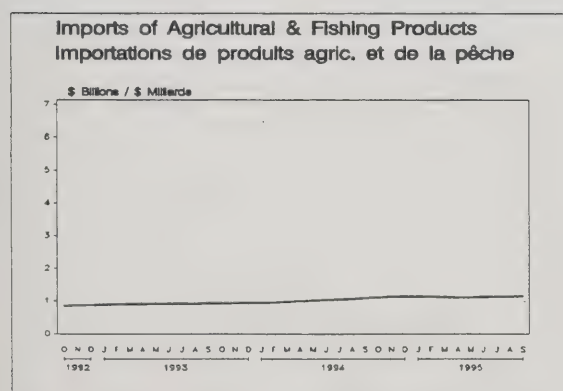 Imports of Agricultural & Fishing Products
Importations de produits agric. et de la pêche
$ Billions / $ Milliards
7
6
5
4
3
2
1
0
O N D J F M A M J J A S O N D J F M A M J J A S O N D J F M A M J J A S
1992 1993 1994 1995